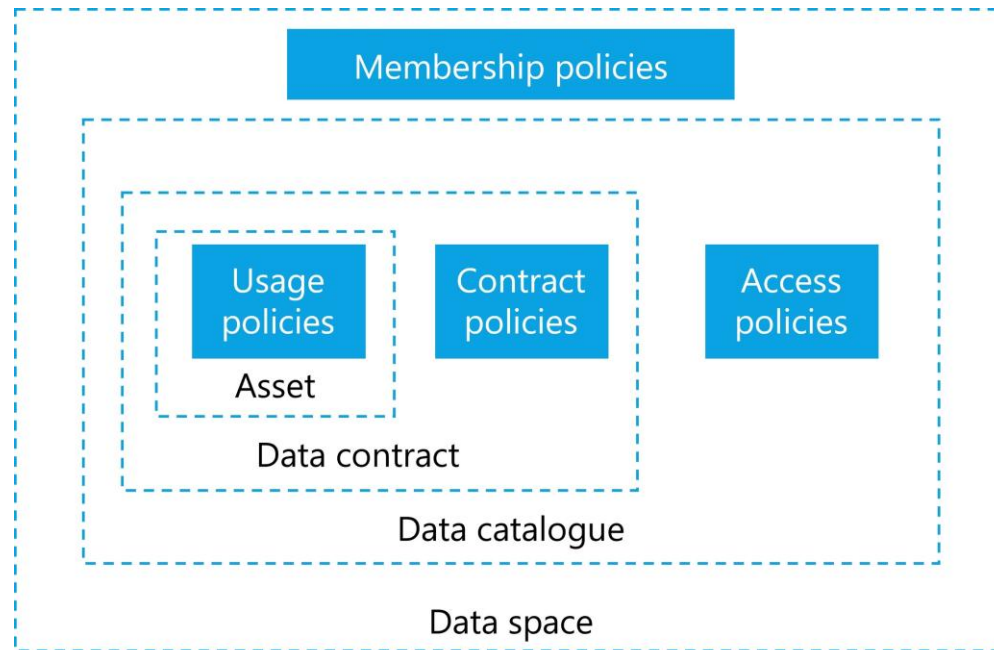 Membership policies
Usage
policies
Contract
policies
Access
policies
Asset
Data contract
Data catalogue
Data space